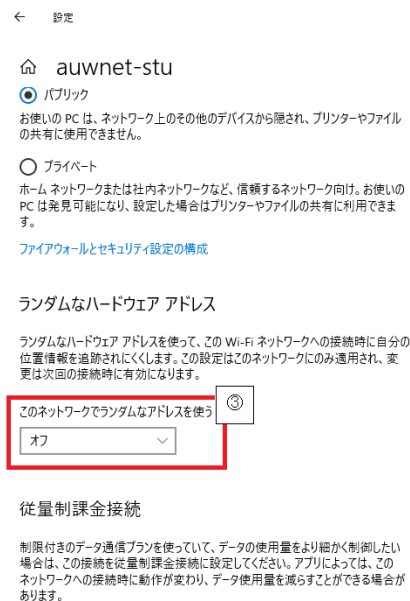 ← 設定
auwnet-stu
パブリック
お使いの PC は、ネットワーク上のその他のデバイスから隠され、プリンターやファイル
の共有に使用できません。
プライベート
ホーム ネットワークまたは社内ネットワークなど、信頼するネットワーク向け。お使いの
PC は発見可能になり、設定した場合はプリンターやファイルの共有に利用できま
す。
ファイアウォールとセキュリティ設定の構成
ランダムなハードウェア アドレス
ランダムなハードウェア アドレスを使って、この Wi-Fi ネットワークへの接続時に自分の
位置情報を追跡されにくくします。この設定はこのネットワークにのみ適用され、変
更は次回の接続時に有効になります。
このネットワークでランダムなアドレスを使う
③
オフ
従量制課金接続
制限付きのデータ通信プランを使っていて、データの使用量をより細かく制御したい
場合は、この接続を従量制課金接続に設定してください。アプリによっては、この
ネットワークへの接続時に動作が変わり、データ使用量を減らすことができる場合が
あります。